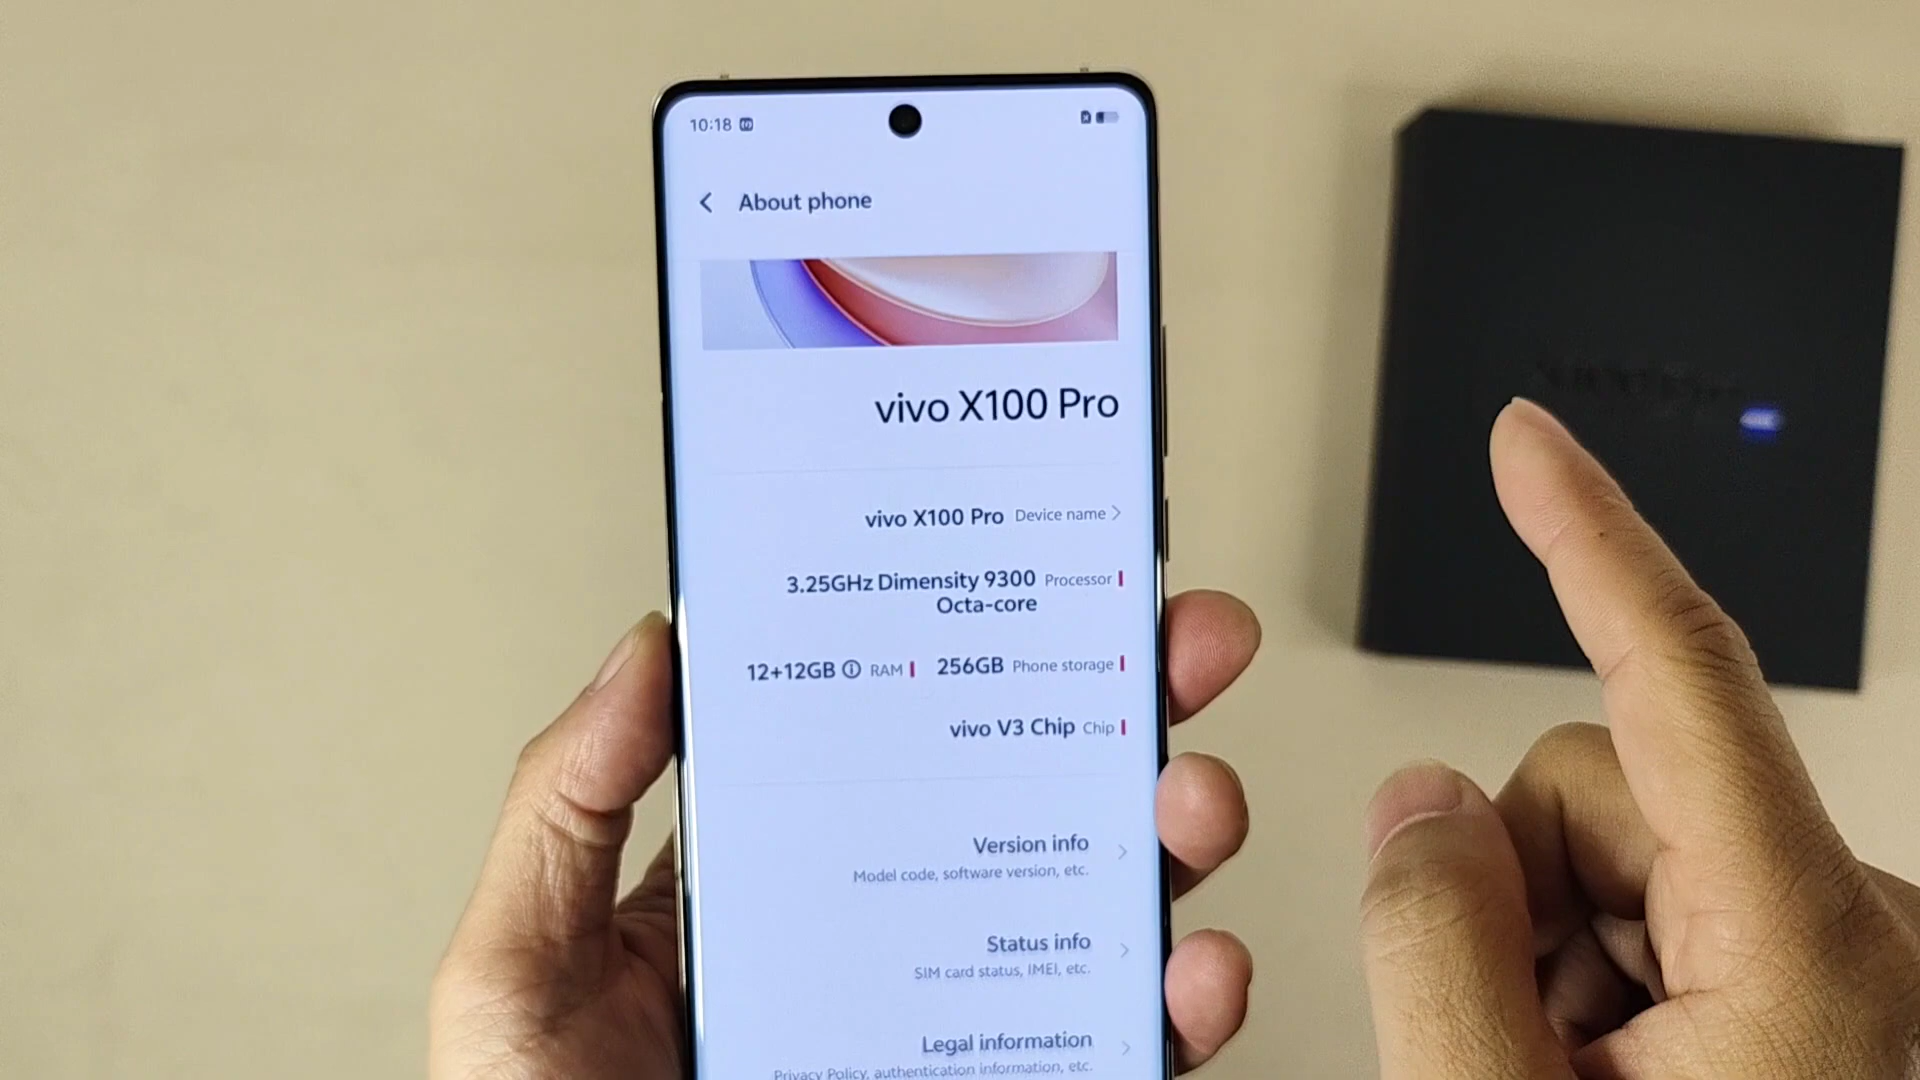 10:18
About phone
vivo X100 Pro
vivo X100 Pro Device name
3.25GHz Dimensity 9300 Processor
Octa-core
12+12GB RAM 256GB Phone storage
vivo V3 Chip Chip
Version info
Model code, software version, etc.
Status info
SIM card status, IMEI, etc.
Legal information
Privacy Policy, authentication information, etc.